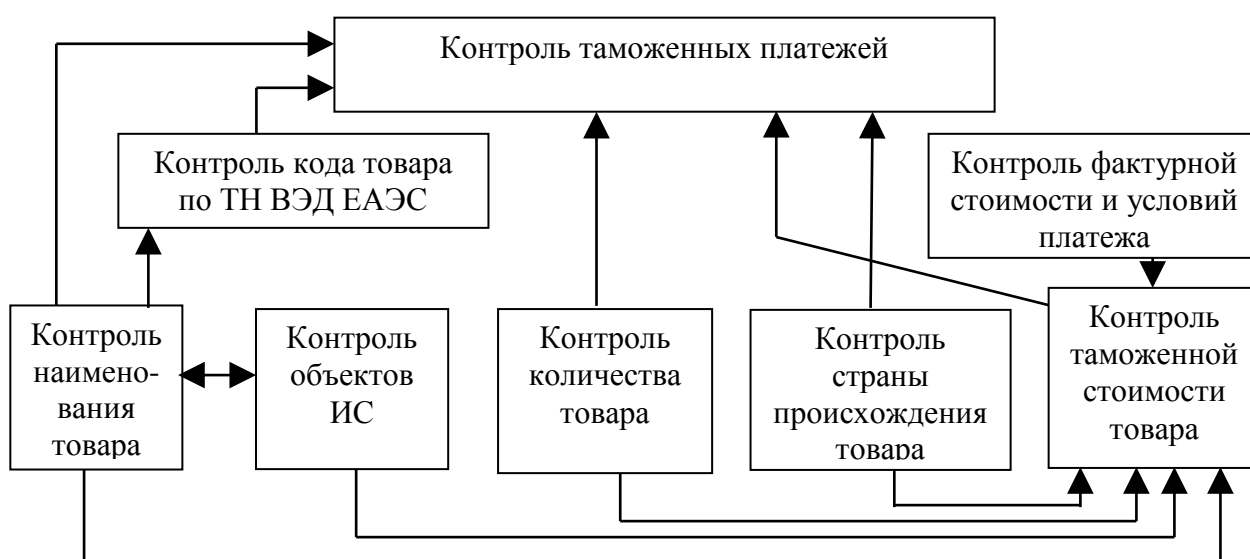 Контроль таможенных платежей
Контроль кода товара
по ТН ВЭД ЕАЭС
Контроль фактурной
стоимости и условий
платежа
Контроль
наимено-
вания
товара
Контроль
объектов
ИС
Контроль
количества
товара
Контроль
страны
происхождения
товара
Контроль
таможенной
стоимости
товара